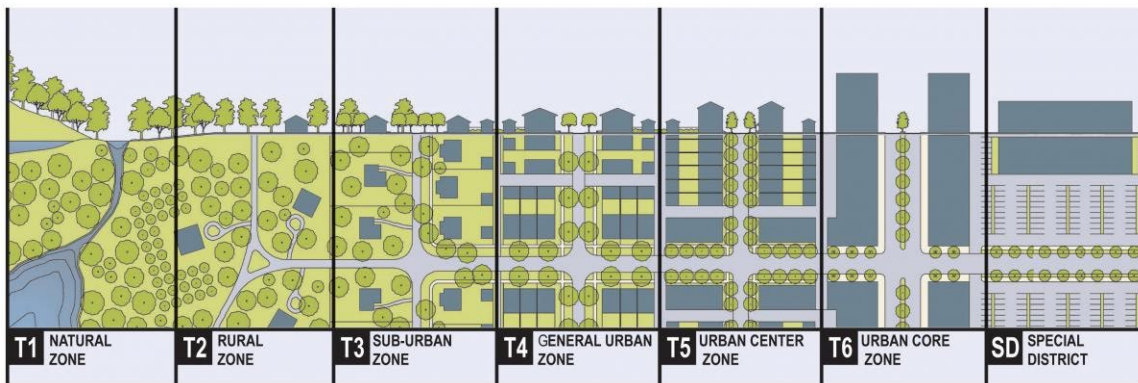 T1 NATURAL
ZONE
T2 RURAL
ZONE
T3 SUB-URBAN
ZONE
T4 GENERAL URBAN
ZONE
T5 URBAN CENTER
ZONE
T6 URBAN CORE
ZONE
SD SPECIAL
DISTRICT